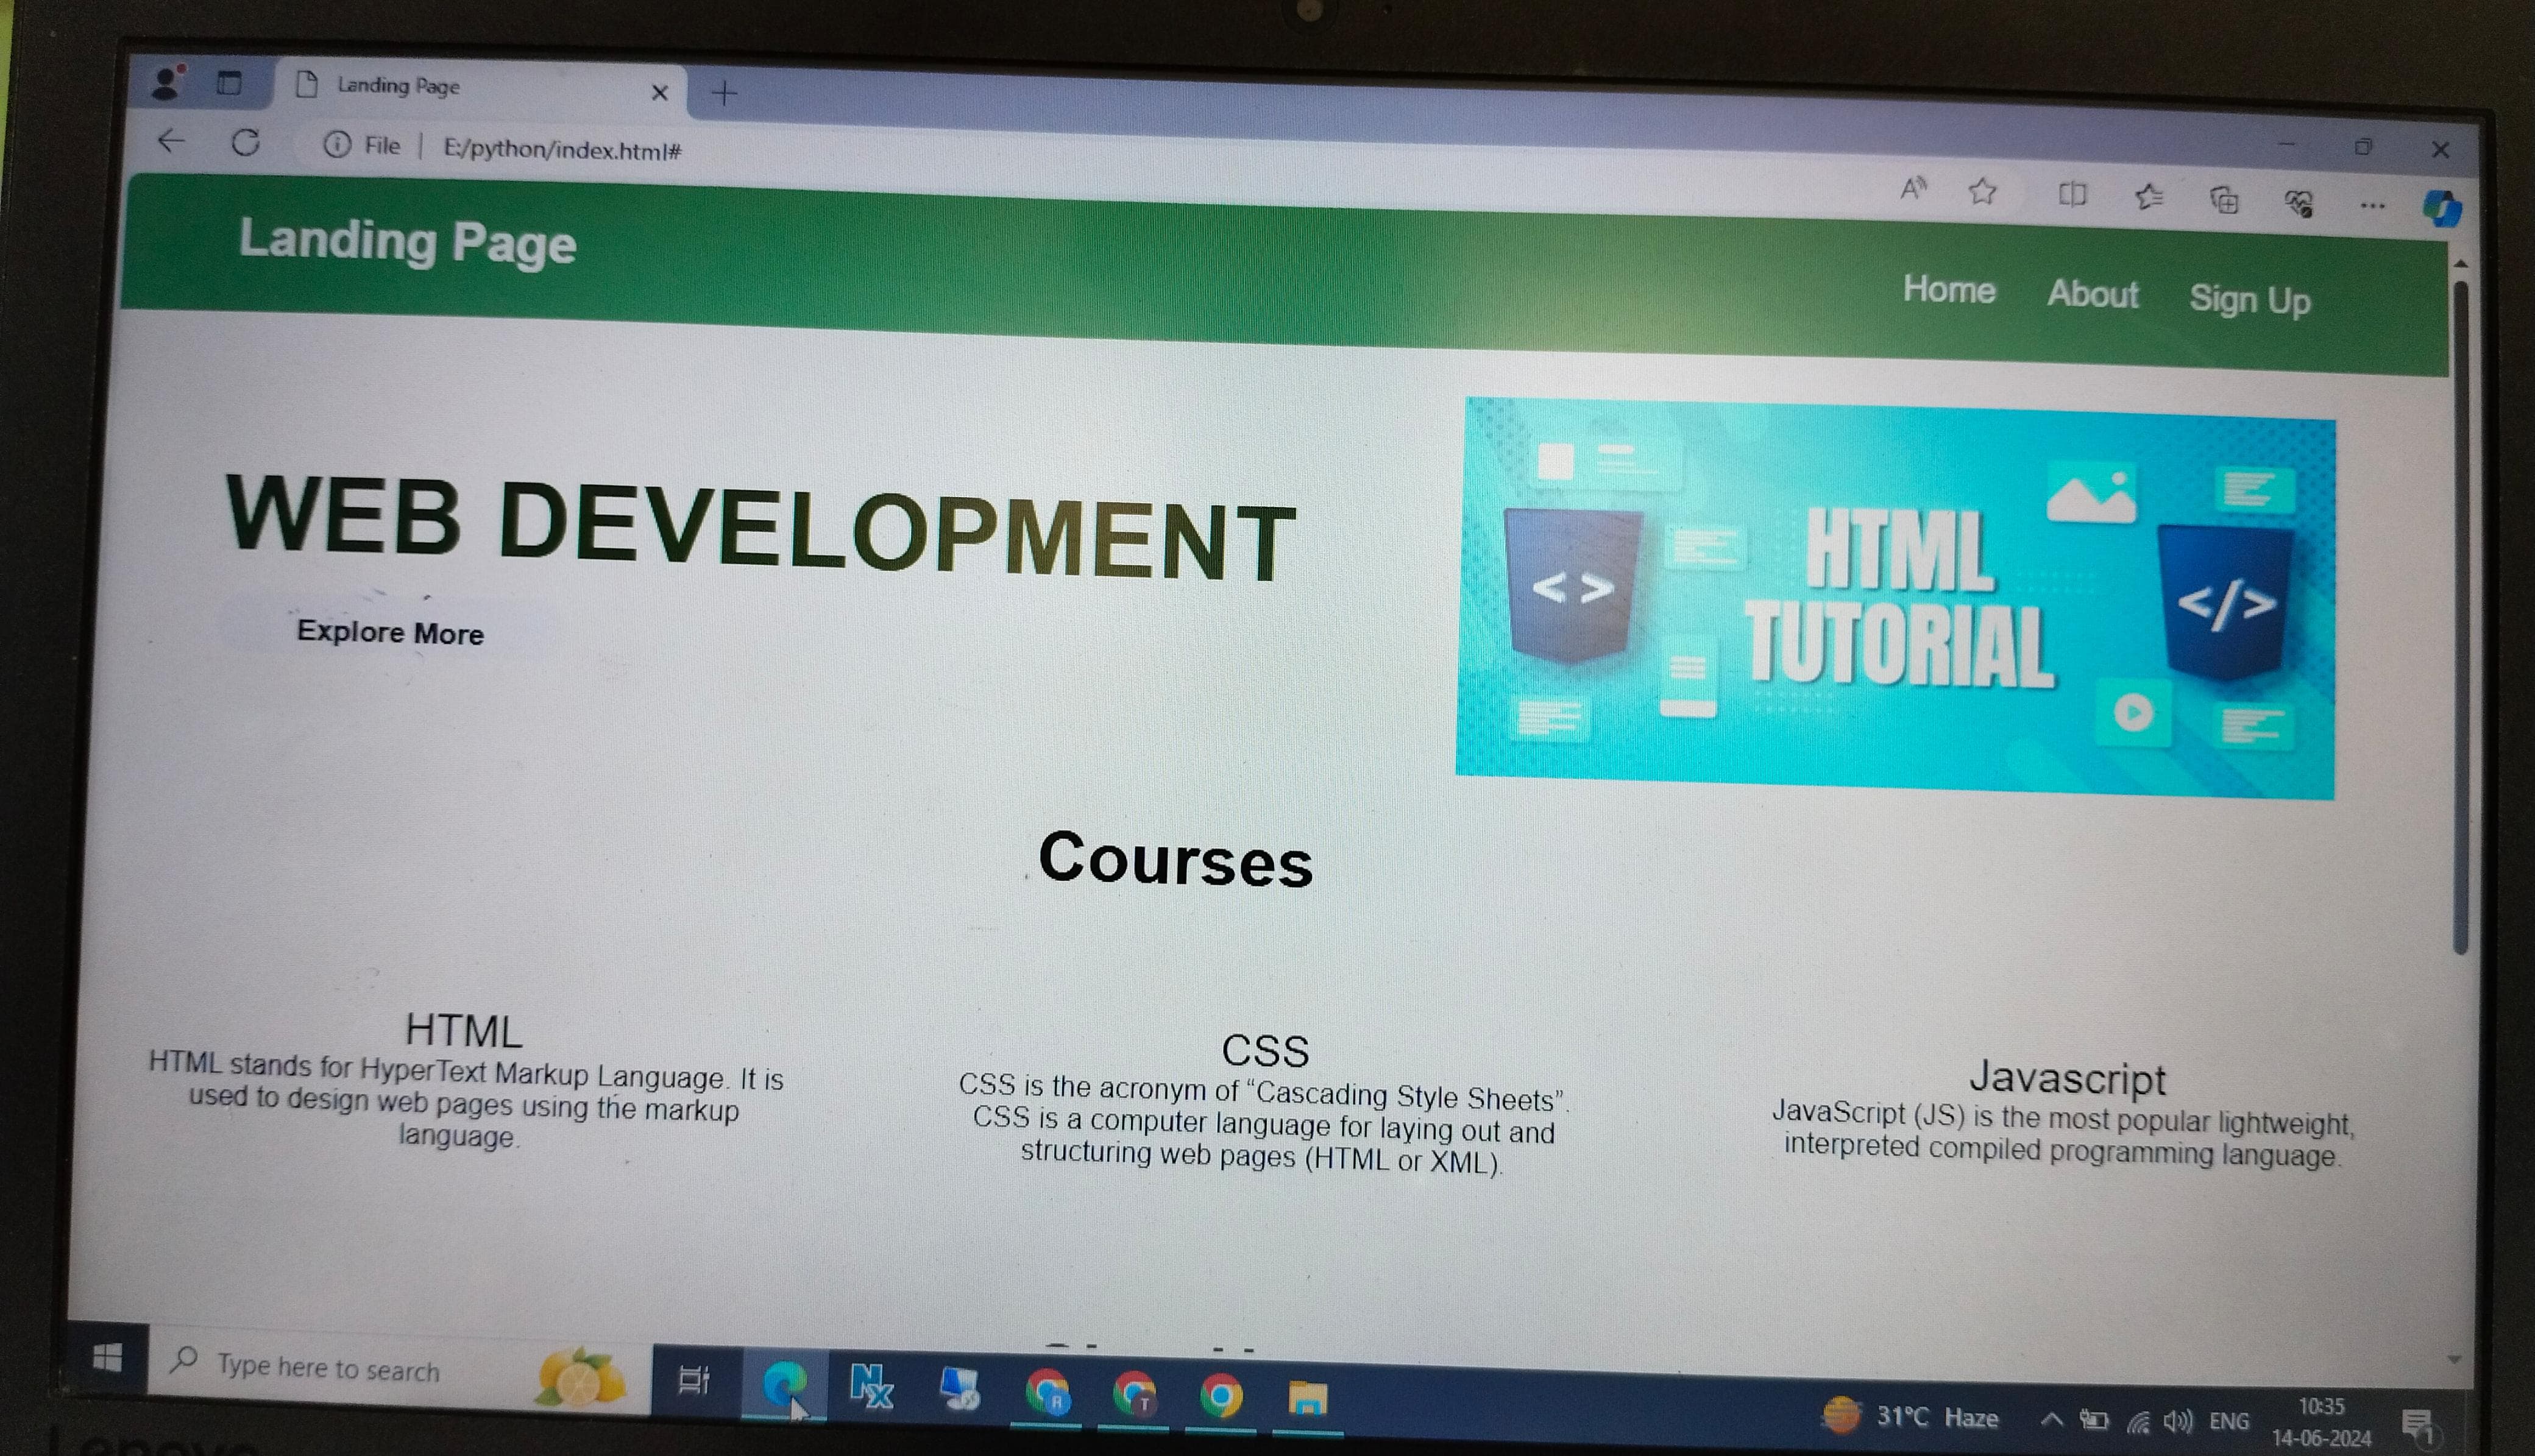 Landing Page
File | E:/python/index.html#
Landing Page
Home About Sign Up
WEB DEVELOPMENT
Explore More
< >
HTML
TUTORIAL
</>
Courses
HTML
HTML stands for HyperText Markup Language. It is
used to design web pages using the markup
language.
CSS
CSS is the acronym of “Cascading Style Sheets”.
CSS is a computer language for laying out and
structuring web pages (HTML or XML).
Javascript
JavaScript (JS) is the most popular lightweight,
interpreted compiled programming language.
Type here to search
NX
R
T
31°C Haze
ENG
10:35
14-06-2024
1
Lenovo